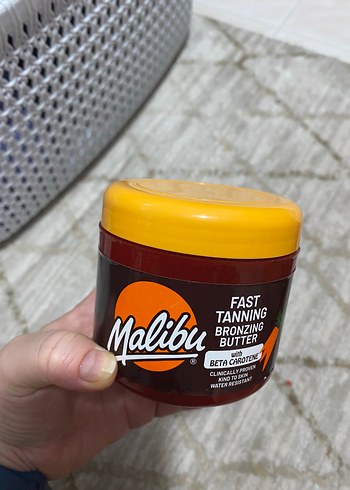 Malibu®
FAST
TANNING
BRONZING
BUTTER
with
BETA CAROTENE
CLINICALLY PROVEN
KIND TO SKIN
WATER RESISTANT